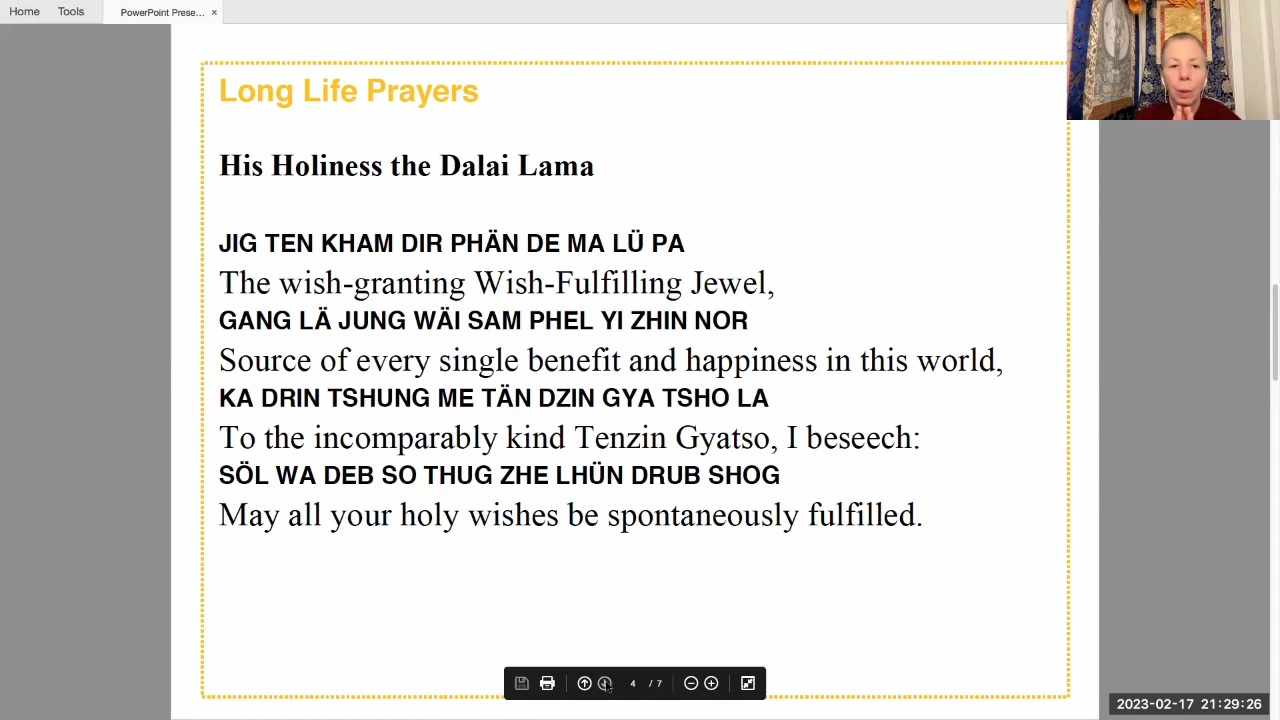 Home Tools PowerPoint Prese... ×
Long Life Prayers
His Holiness the Dalai Lama
JIG TEN KHAM DIR PHÄN DE MA LÜ PA
The wish-granting Wish-Fulfilling Jewel,
GANG LÄ JUNG WÄI SAM PHEL YI ZHIN NOR
Source of every single benefit and happiness in this world,
KA DRIN TSHUNG ME TÄN DZIN GYA TSHO LA
To the incomparably kind Tenzin Gyatso, I beseech:
SÖL WA DEB SO THUG ZHE LHÜN DRUB SHOG
May all your holy wishes be spontaneously fulfilled.
4 / 7
2023-02-17 21:29:26